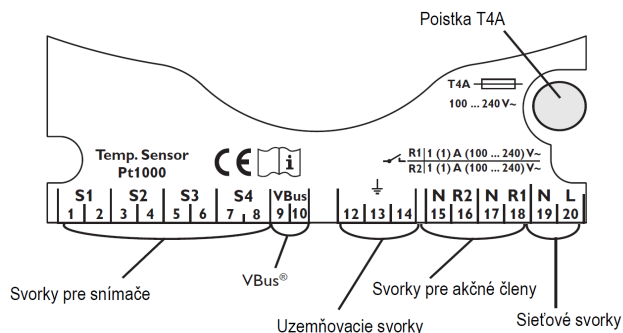 Poistka T4A
T4A
100 ... 240 V~
Temp. Sensor
Pt1000
CE
i
R1 1 (1) A (100 ... 240) V~
R2 1 (1) A (100 ... 240) V~
S1 S2 S3 S4 VBus N R2 N R1 N L
1 2 3 4 5 6 7 8 9 10 12 13 14 15 16 17 18 19 20
VBus®
Svorky pre snímače
Svorky pre akčné členy
Uzemňovacie svorky
Sieťové svorky